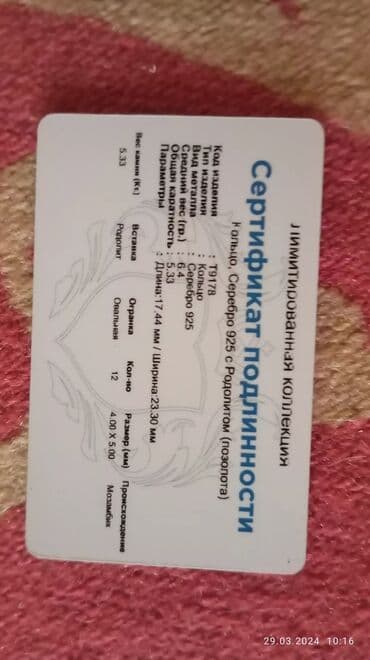 Лимитированная коллекция
Сертификат подлинности
Кольцо, Серебро 925 с Родолитом (позолота)
Код изделия : T9178
Тип изделия : Кольцо
Вид металла : Серебро 925
Средний вес (гр.) : 6.4
Общая каратность : 5.33
Параметры : Длина:17.44 мм / Ширина:23.30 мм
Вес камня (Кт.) Вставка Огранка Кол-во Размер (мм) Происхождение
5.33 Родолит Овальная 12 4.00 X 5.00 Мозамбик
29.03.2024 10:16